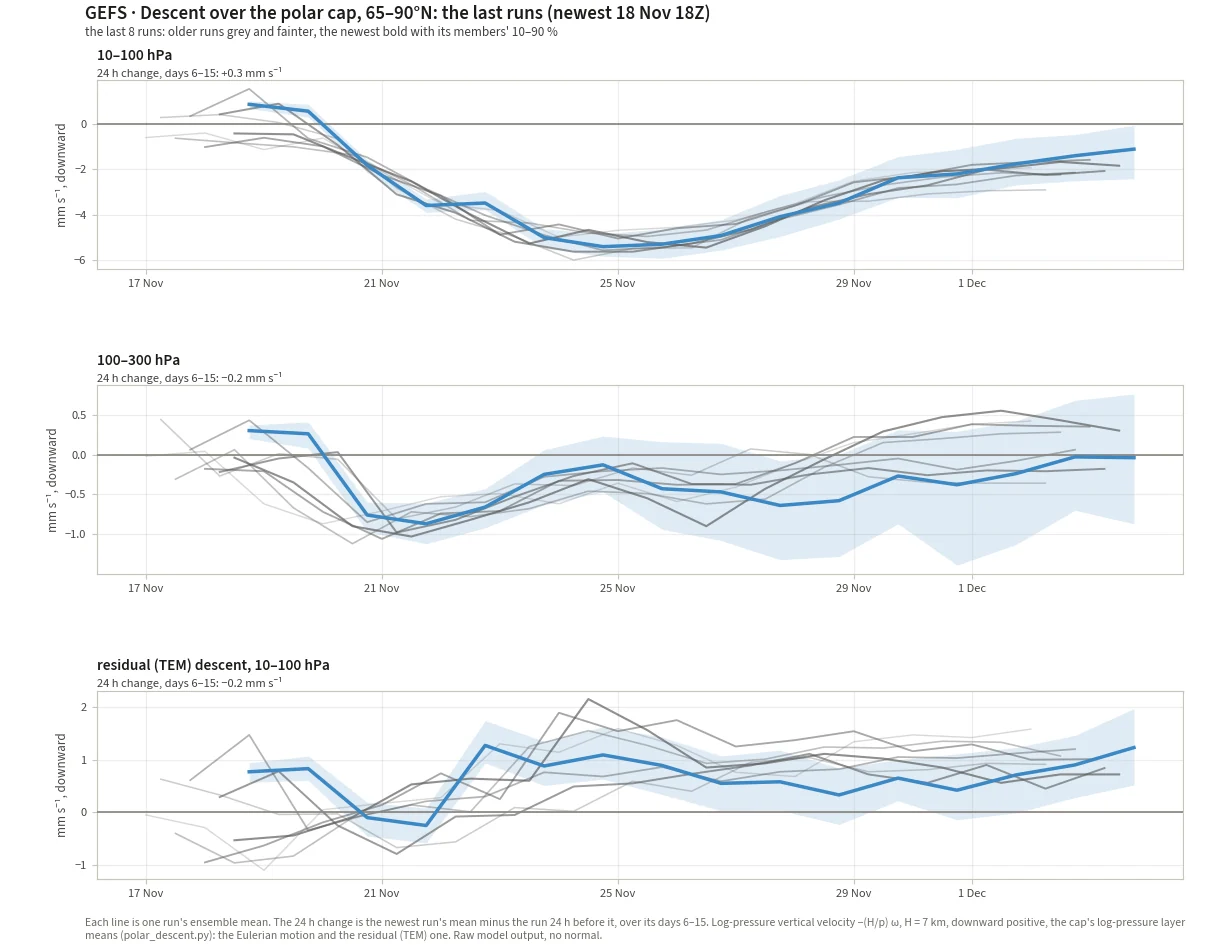 GEFS · Descent over the polar cap, 65–90°N: the last runs (newest 18 Nov 18Z)
the last 8 runs: older runs grey and fainter, the newest bold with its members' 10–90 %
10–100 hPa
24 h change, days 6–15: +0.3 mm s⁻¹
mm s⁻¹, downward
0
−2
−4
−6
17 Nov
21 Nov
25 Nov
29 Nov
1 Dec
100–300 hPa
24 h change, days 6–15: −0.2 mm s⁻¹
mm s⁻¹, downward
0.5
0.0
−0.5
−1.0
17 Nov
21 Nov
25 Nov
29 Nov
1 Dec
residual (TEM) descent, 10–100 hPa
24 h change, days 6–15: −0.2 mm s⁻¹
mm s⁻¹, downward
2
1
0
−1
17 Nov
21 Nov
25 Nov
29 Nov
1 Dec
Each line is one run's ensemble mean. The 24 h change is the newest run's mean minus the run 24 h before it, over its days 6–15. Log-pressure vertical velocity −(H/p) ω, H = 7 km, downward positive, the cap's log-pressure layer
means (polar_descent.py): the Eulerian motion and the residual (TEM) one. Raw model output, no normal.